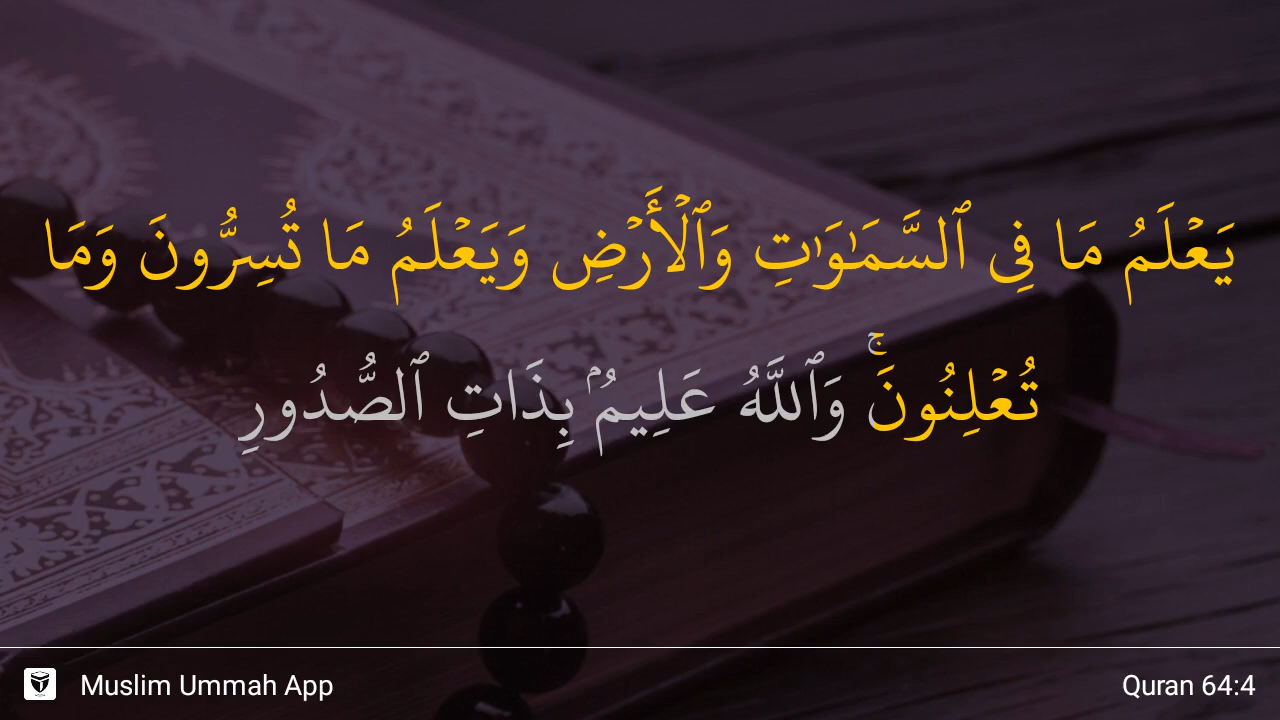 يَعْلَمُ مَا فِى ٱلسَّمَـٰوَٰتِ وَٱلْأَرْضِ وَيَعْلَمُ مَا تُسِرُّونَ وَمَا
تُعْلِنُونَ ۚ وَٱللَّهُ عَلِيمٌۢ بِذَاتِ ٱلصُّدُورِ
Muslim Ummah App
Quran 64:4